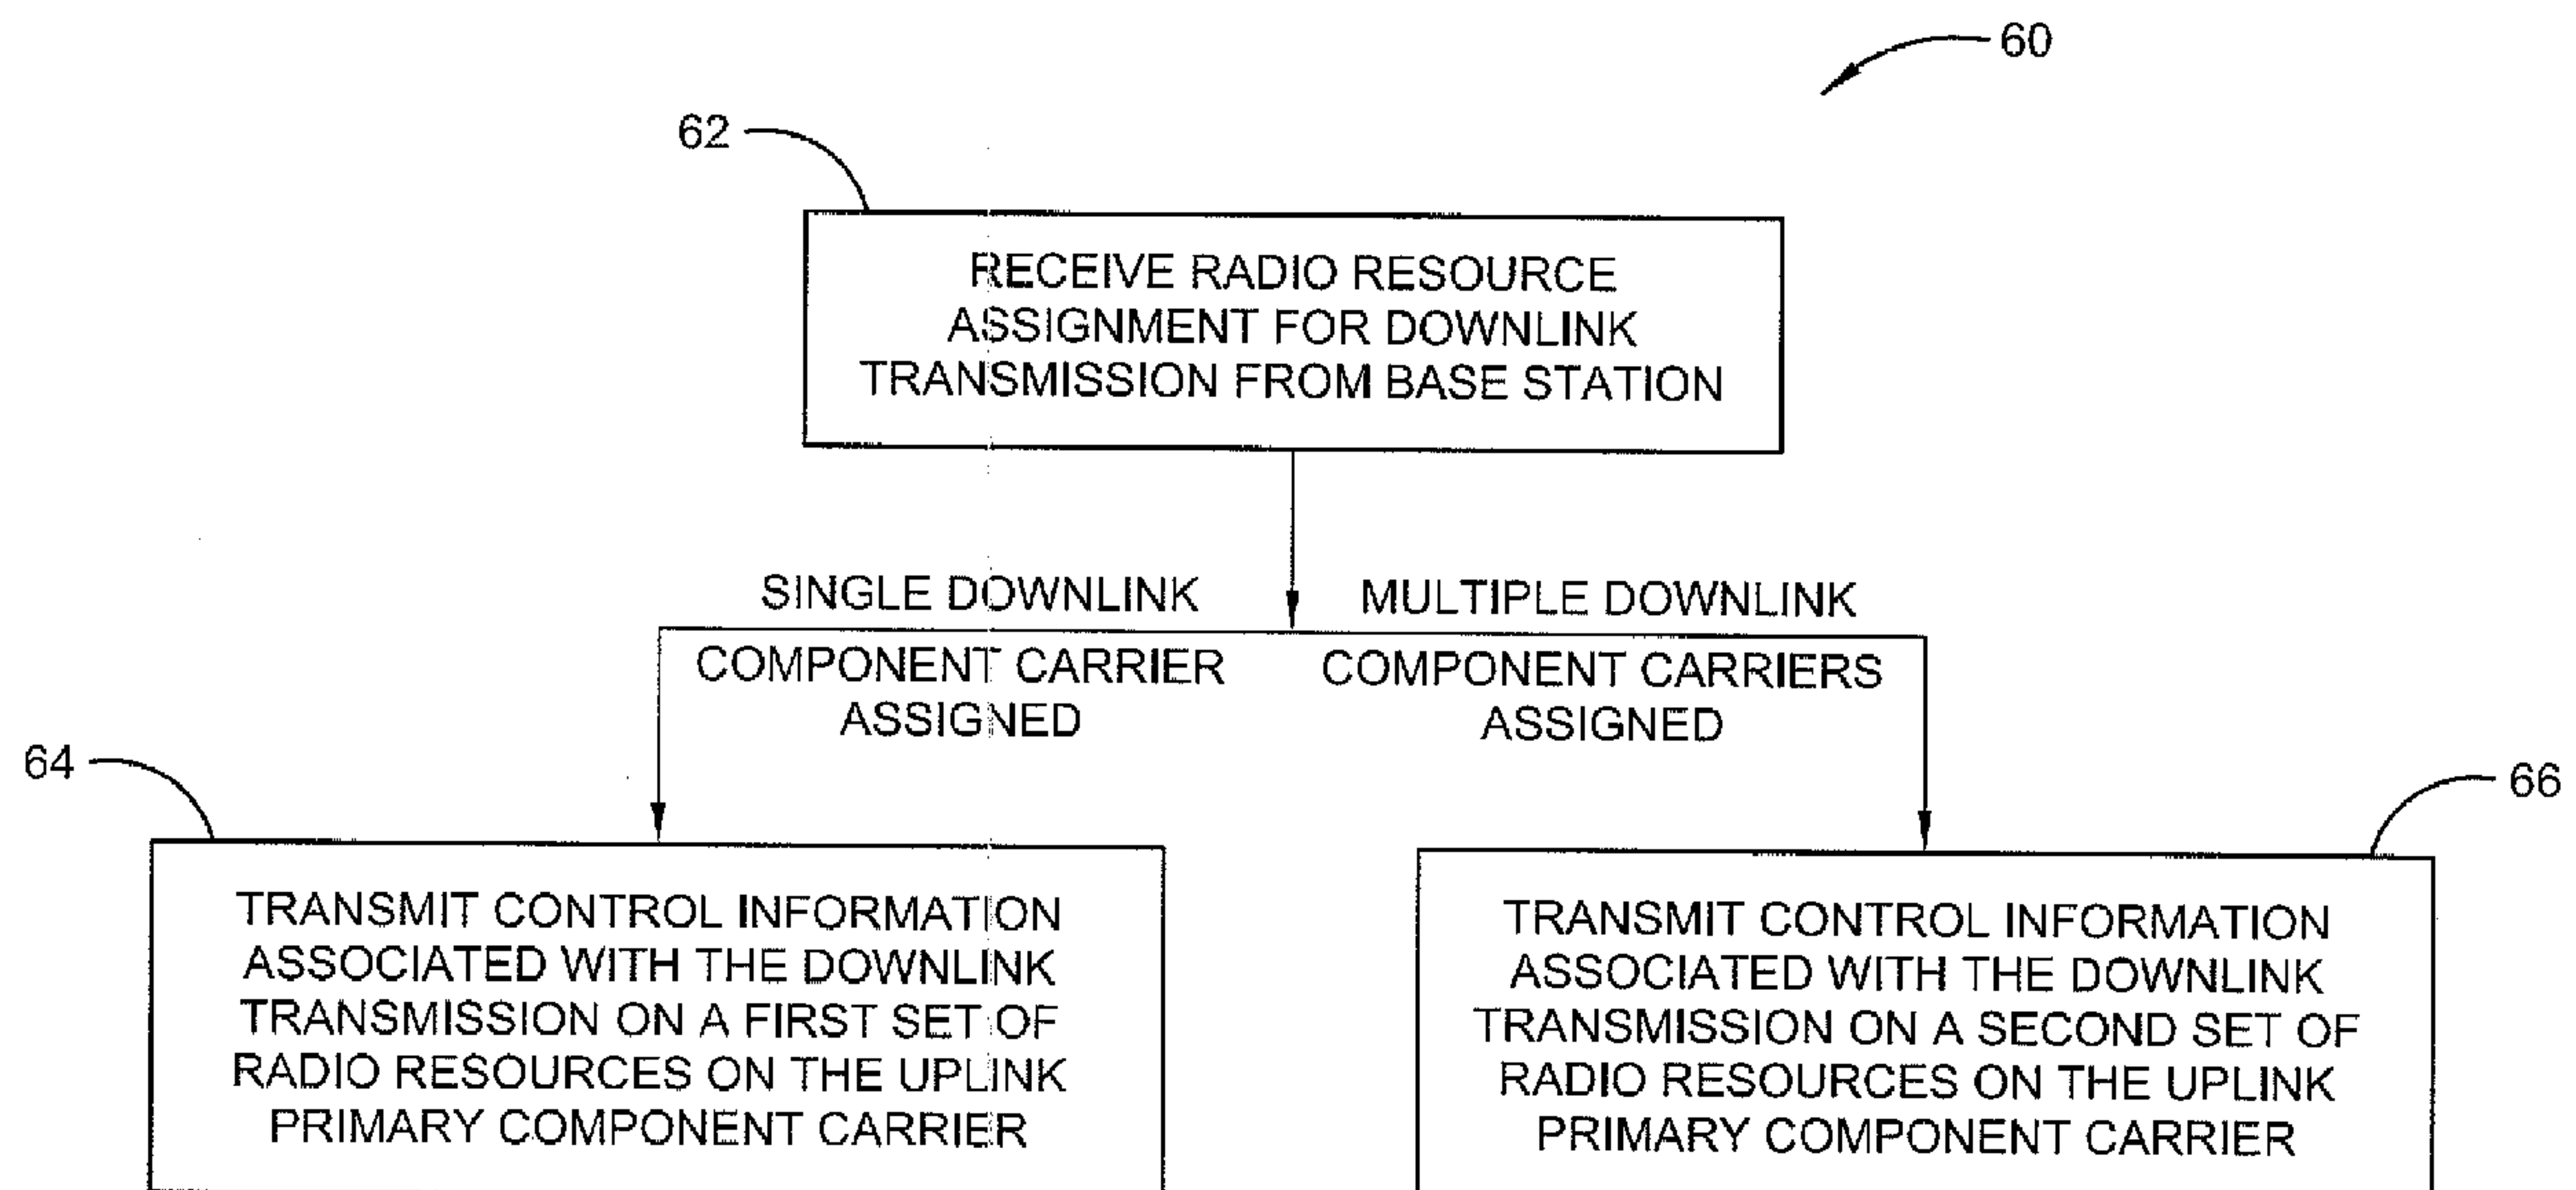 60
62
RECEIVE RADIO RESOURCE
ASSIGNMENT FOR DOWNLINK
TRANSMISSION FROM BASE STATION
SINGLE DOWNLINK
COMPONENT CARRIER
ASSIGNED
MULTIPLE DOWNLINK
COMPONENT CARRIERS
ASSIGNED
64
TRANSMIT CONTROL INFORMATION
ASSOCIATED WITH THE DOWNLINK
TRANSMISSION ON A FIRST SET OF
RADIO RESOURCES ON THE UPLINK
PRIMARY COMPONENT CARRIER
66
TRANSMIT CONTROL INFORMATION
ASSOCIATED WITH THE DOWNLINK
TRANSMISSION ON A SECOND SET OF
RADIO RESOURCES ON THE UPLINK
PRIMARY COMPONENT CARRIER